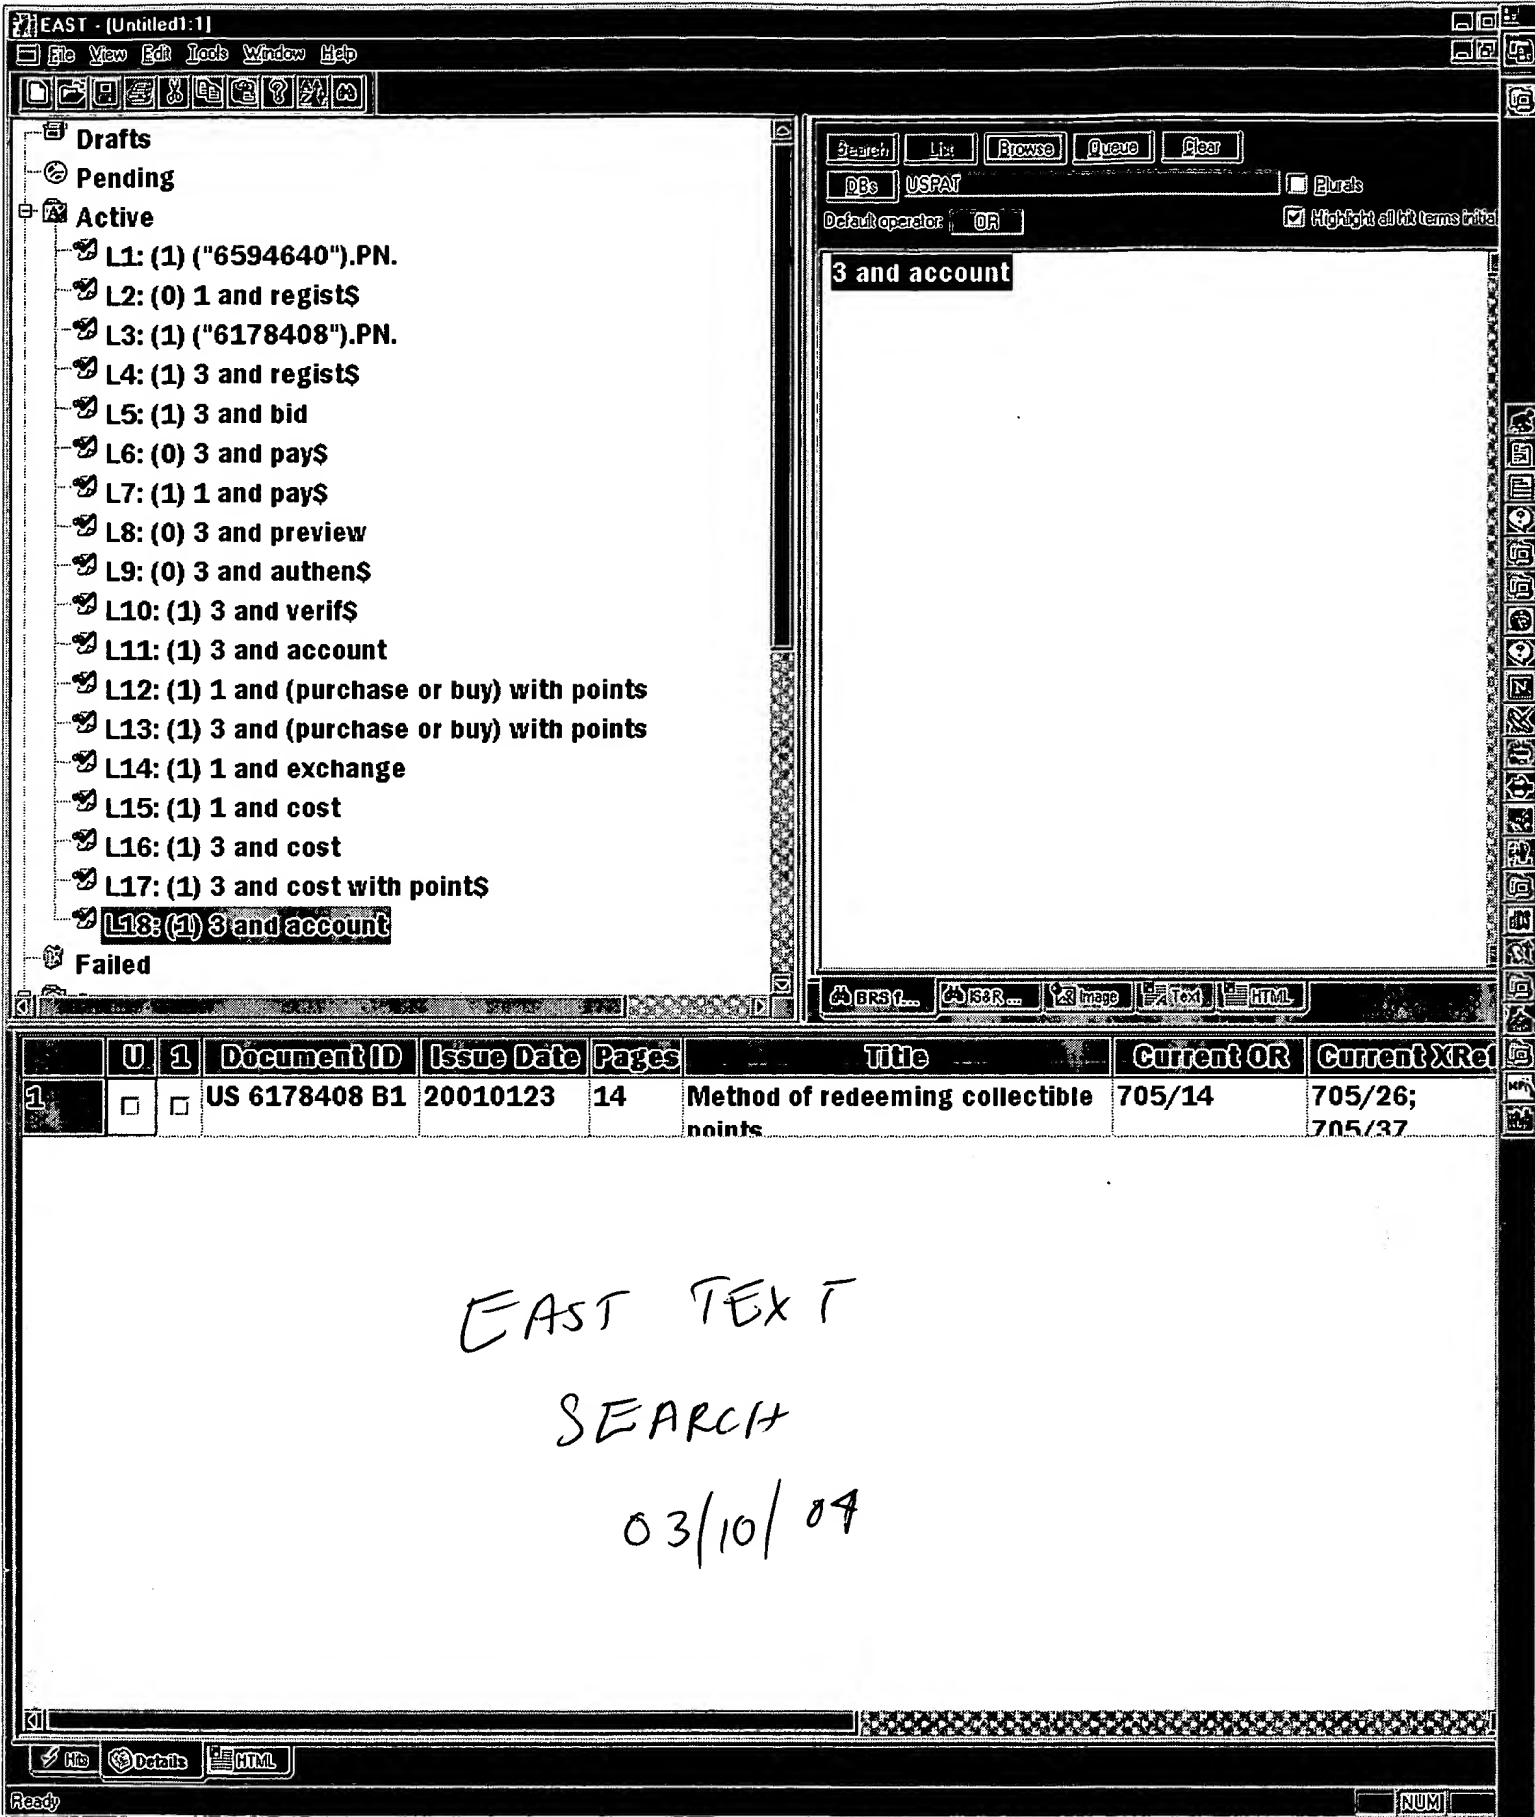 EAST - [Untitled1:1]
File View Edit Tools Window Help
Drafts
Pending
Active
L1: (1) ("6594640").PN.
L2: (0) 1 and regist$
L3: (1) ("6178408").PN.
L4: (1) 3 and regist$
L5: (1) 3 and bid
L6: (0) 3 and pay$
L7: (1) 1 and pay$
L8: (0) 3 and preview
L9: (0) 3 and authen$
L10: (1) 3 and verif$
L11: (1) 3 and account
L12: (1) 1 and (purchase or buy) with points
L13: (1) 3 and (purchase or buy) with points
L14: (1) 1 and exchange
L15: (1) 1 and cost
L16: (1) 3 and cost
L17: (1) 3 and cost with point$
L18: (1) 3 and account
Failed
Search List Browse Queue Clear
DBs USPAT Plurals
Default operator: OR Highlight all hit terms initial
3 and account
BRS f... IS&R ... Image Text HTML
U 1 Document ID Issue Date Pages Title Current OR Current XRef
1 US 6178408 B1 20010123 14 Method of redeeming collectible 705/14 705/26;
points 705/37
EAST TEXT
SEARCH
03/10/04
Hits Details HTML
Ready NUM